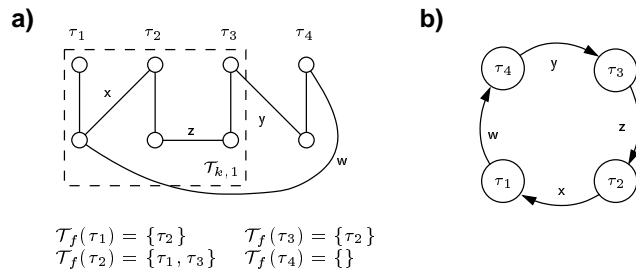 a)
b)
τ1 τ2 τ3 τ4
x
z
y
w
𝒯k,1
𝒯f(τ1) = {τ2} 𝒯f(τ3) = {τ2}
𝒯f(τ2) = {τ1, τ3} 𝒯f(τ4) = {}
τ4
y
τ3
w
z
τ1
x
τ2